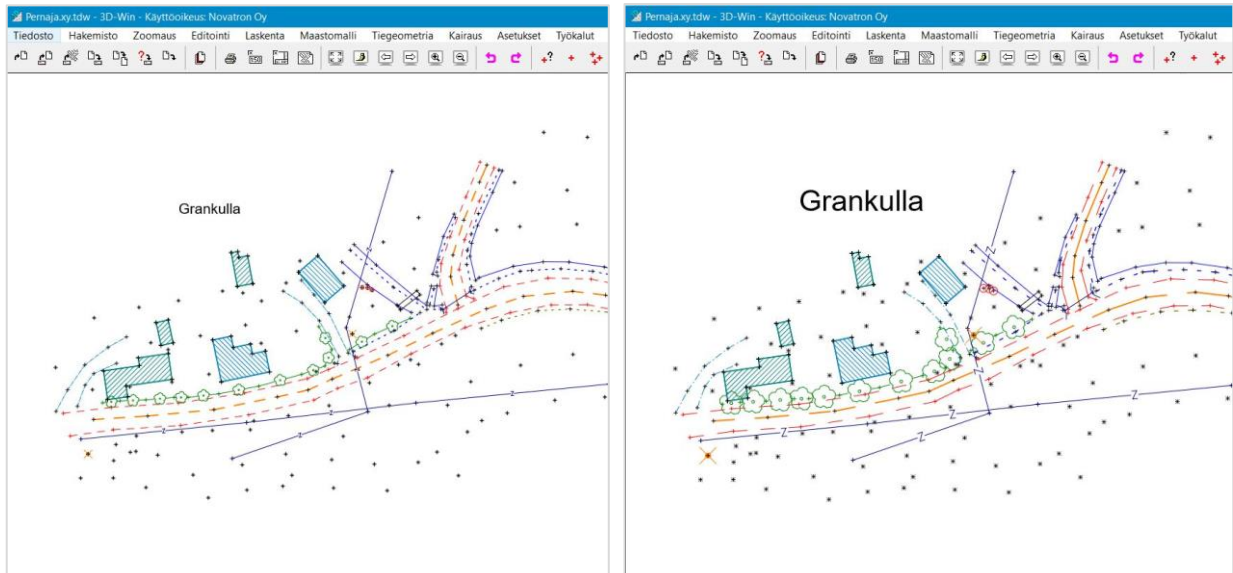 Pernaja.xy.tdw - 3D-Win - Käyttöoikeus: Novatron Oy
Tiedosto Hakemisto Zoomaus Editointi Laskenta Maastomalli Tiegeometria Kairaus Asetukset Työkalut
Grankulla
z
z
z
z
z
Pernaja.xy.tdw - 3D-Win - Käyttöoikeus: Novatron Oy
Tiedosto Hakemisto Zoomaus Editointi Laskenta Maastomalli Tiegeometria Kairaus Asetukset Työkalut
Grankulla
Z
Z
Z
Z
Z